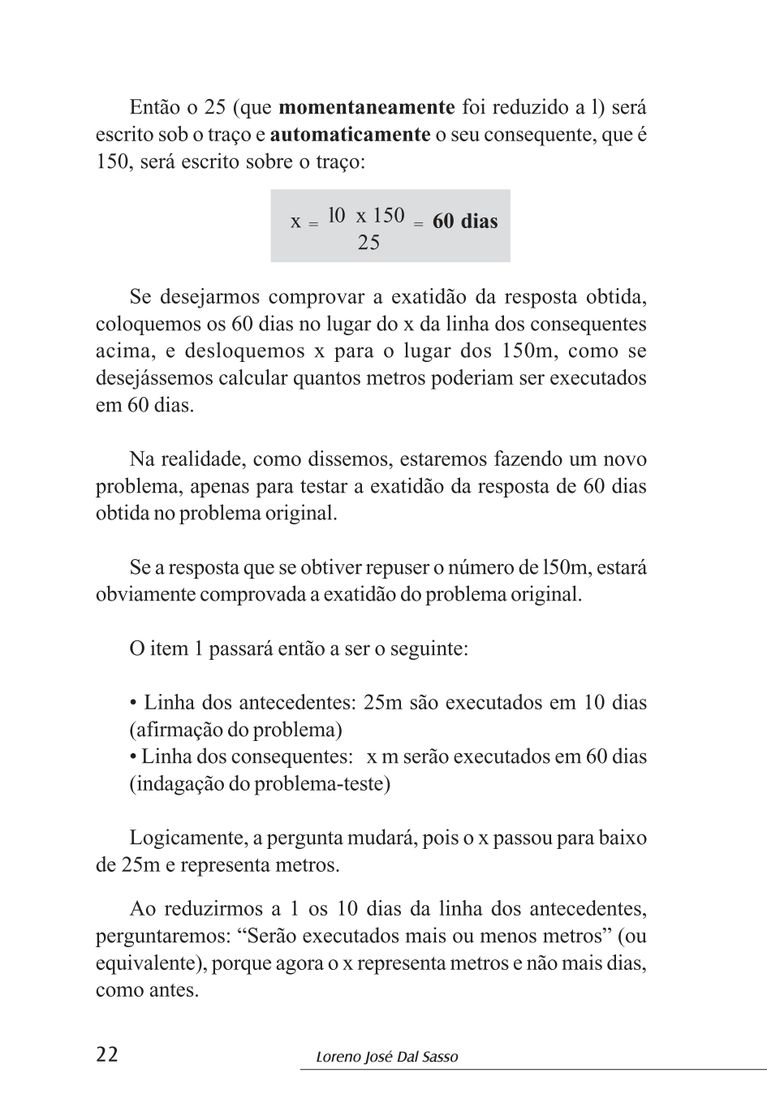 Então o 25 (que momentaneamente foi reduzido a l) será
escrito sob o traço e automaticamente o seu consequente, que é
150, será escrito sobre o traço:
x = l0 x 150 = 60 dias
25
Se desejarmos comprovar a exatidão da resposta obtida,
coloquemos os 60 dias no lugar do x da linha dos consequentes
acima, e desloquemos x para o lugar dos 150m, como se
desejássemos calcular quantos metros poderiam ser executados
em 60 dias.
Na realidade, como dissemos, estaremos fazendo um novo
problema, apenas para testar a exatidão da resposta de 60 dias
obtida no problema original.
Se a resposta que se obtiver repuser o número de l50m, estará
obviamente comprovada a exatidão do problema original.
O item 1 passará então a ser o seguinte:
• Linha dos antecedentes: 25m são executados em 10 dias
(afirmação do problema)
• Linha dos consequentes: x m serão executados em 60 dias
(indagação do problema-teste)
Logicamente, a pergunta mudará, pois o x passou para baixo
de 25m e representa metros.
Ao reduzirmos a 1 os 10 dias da linha dos antecedentes,
perguntaremos: “Serão executados mais ou menos metros” (ou
equivalente), porque agora o x representa metros e não mais dias,
como antes.
22
Loreno José Dal Sasso